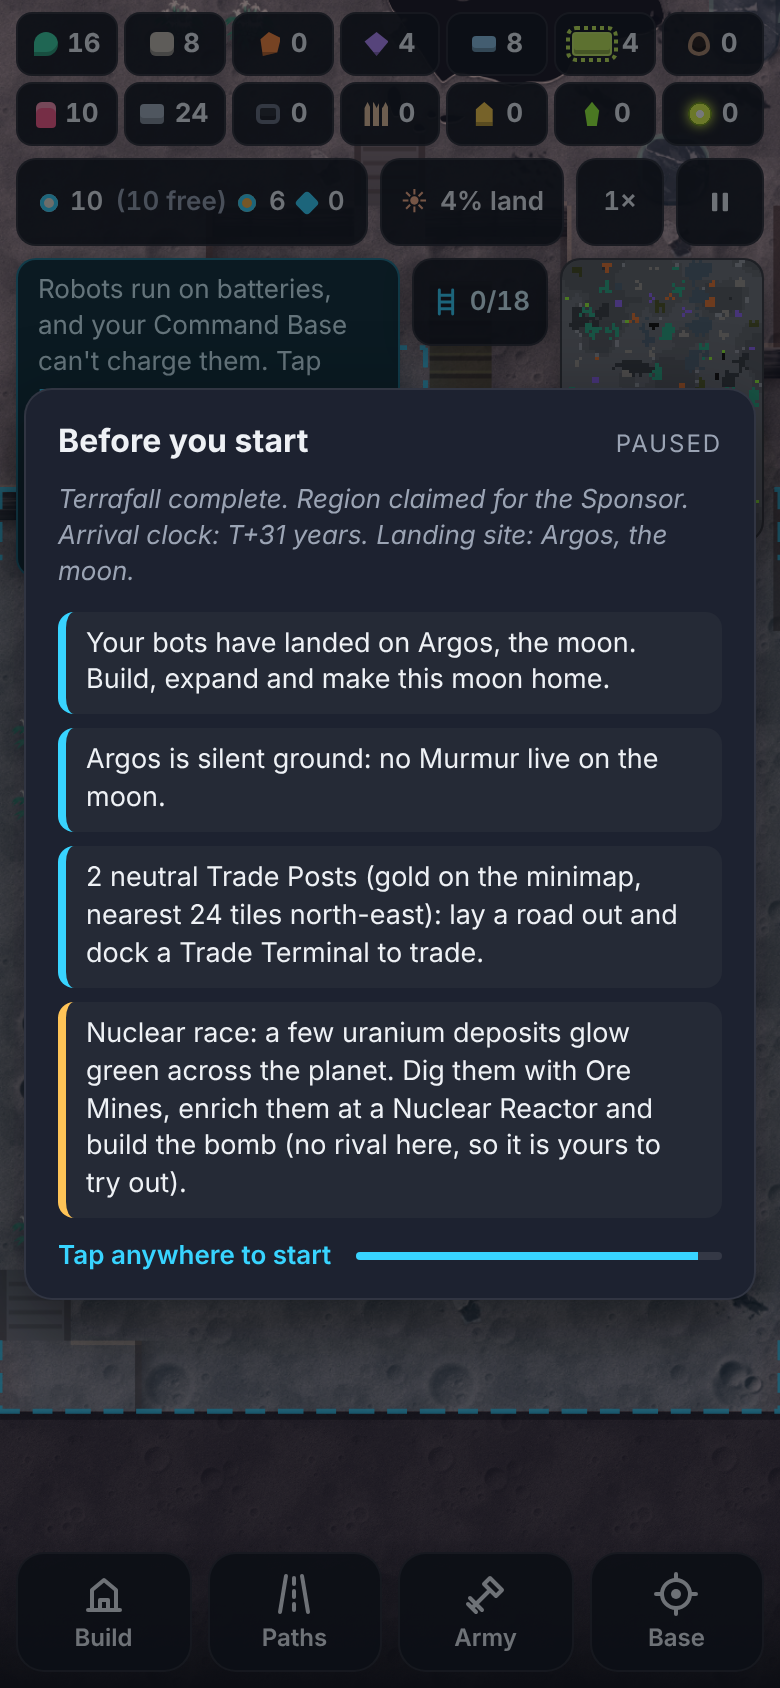 16 8 0 4 8 4 0
10 24 0 0 0 0 0
10 (10 free) 6 0 4% land 1×
Robots run on batteries,
and your Command Base
can't charge them. Tap
0/18
Before you start
PAUSED
Terrafall complete. Region claimed for the Sponsor.
Arrival clock: T+31 years. Landing site: Argos, the
moon.
Your bots have landed on Argos, the moon.
Build, expand and make this moon home.
Argos is silent ground: no Murmur live on the
moon.
2 neutral Trade Posts (gold on the minimap,
nearest 24 tiles north-east): lay a road out and
dock a Trade Terminal to trade.
Nuclear race: a few uranium deposits glow
green across the planet. Dig them with Ore
Mines, enrich them at a Nuclear Reactor and
build the bomb (no rival here, so it is yours to
try out).
Tap anywhere to start
Build Paths Army Base